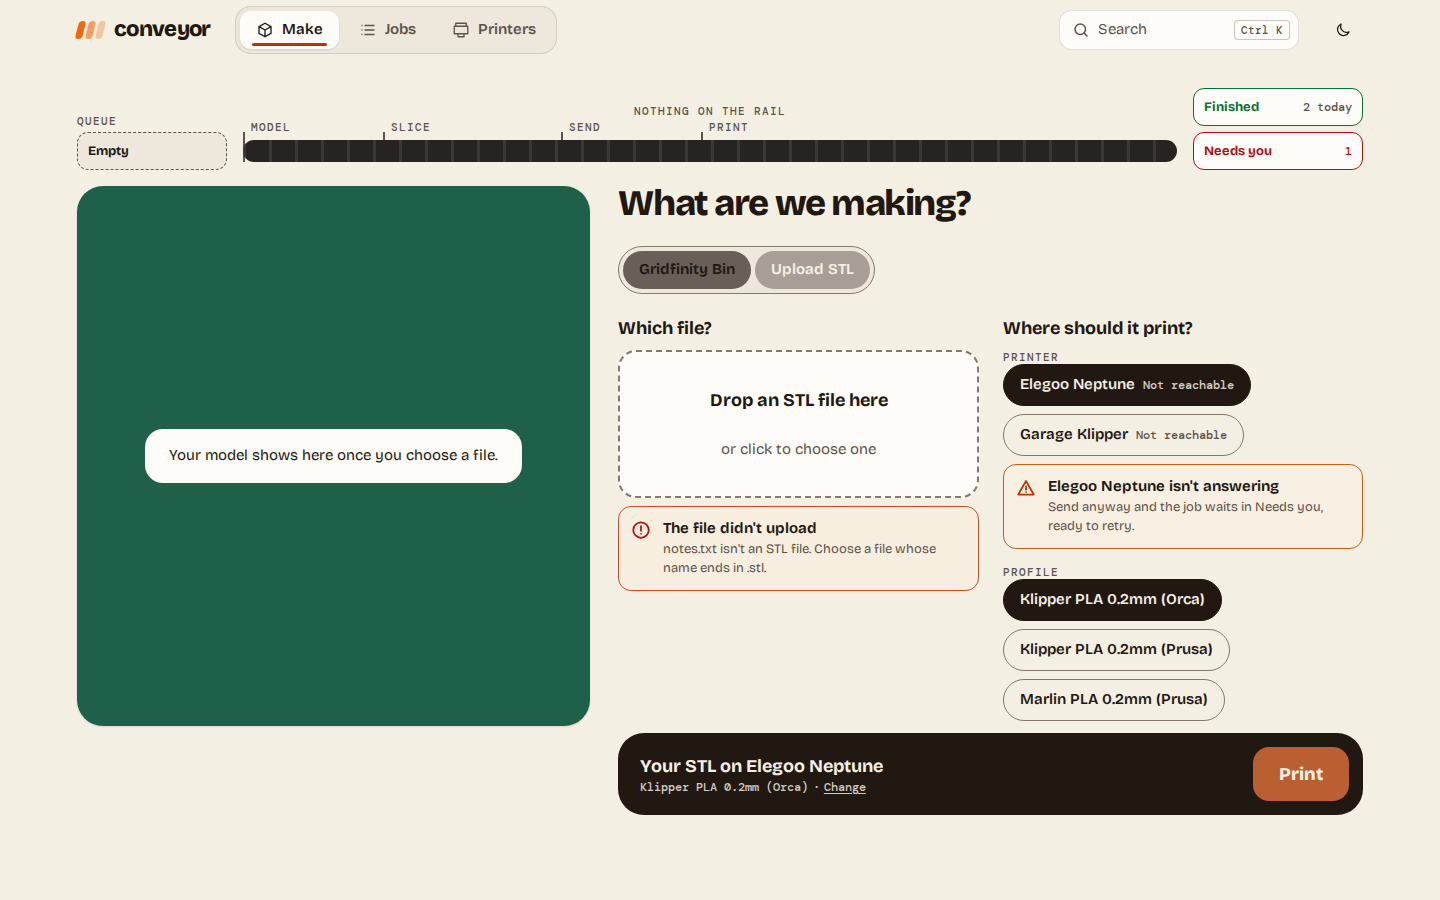 conveyor
Make
Jobs
Printers
Search
Ctrl K
QUEUE
Empty
NOTHING ON THE RAIL
MODEL
SLICE
SEND
PRINT
Finished
2 today
Needs you
1
Your model shows here once you choose a file.
What are we making?
Gridfinity Bin
Upload STL
Which file?
Drop an STL file here
or click to choose one
The file didn't upload
notes.txt isn't an STL file. Choose a file whose
name ends in .stl.
Where should it print?
PRINTER
Elegoo Neptune Not reachable
Garage Klipper Not reachable
Elegoo Neptune isn't answering
Send anyway and the job waits in Needs you,
ready to retry.
PROFILE
Klipper PLA 0.2mm (Orca)
Klipper PLA 0.2mm (Prusa)
Marlin PLA 0.2mm (Prusa)
Your STL on Elegoo Neptune
Klipper PLA 0.2mm (Orca) · Change
Print